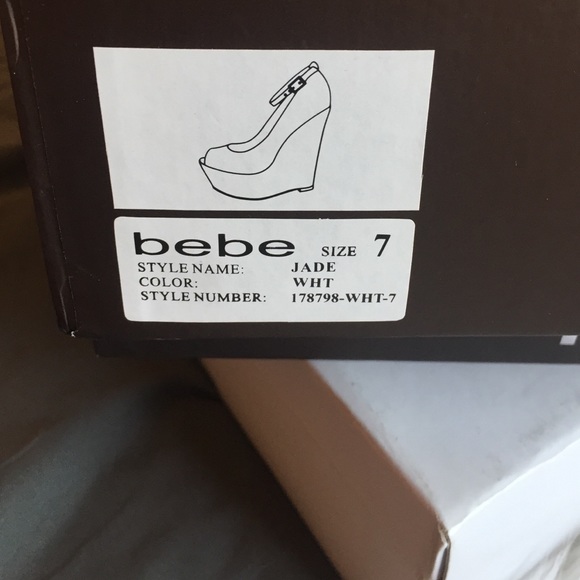 bebe SIZE 7
STYLE NAME: JADE
COLOR: WHT
STYLE NUMBER: 178798-WHT-7